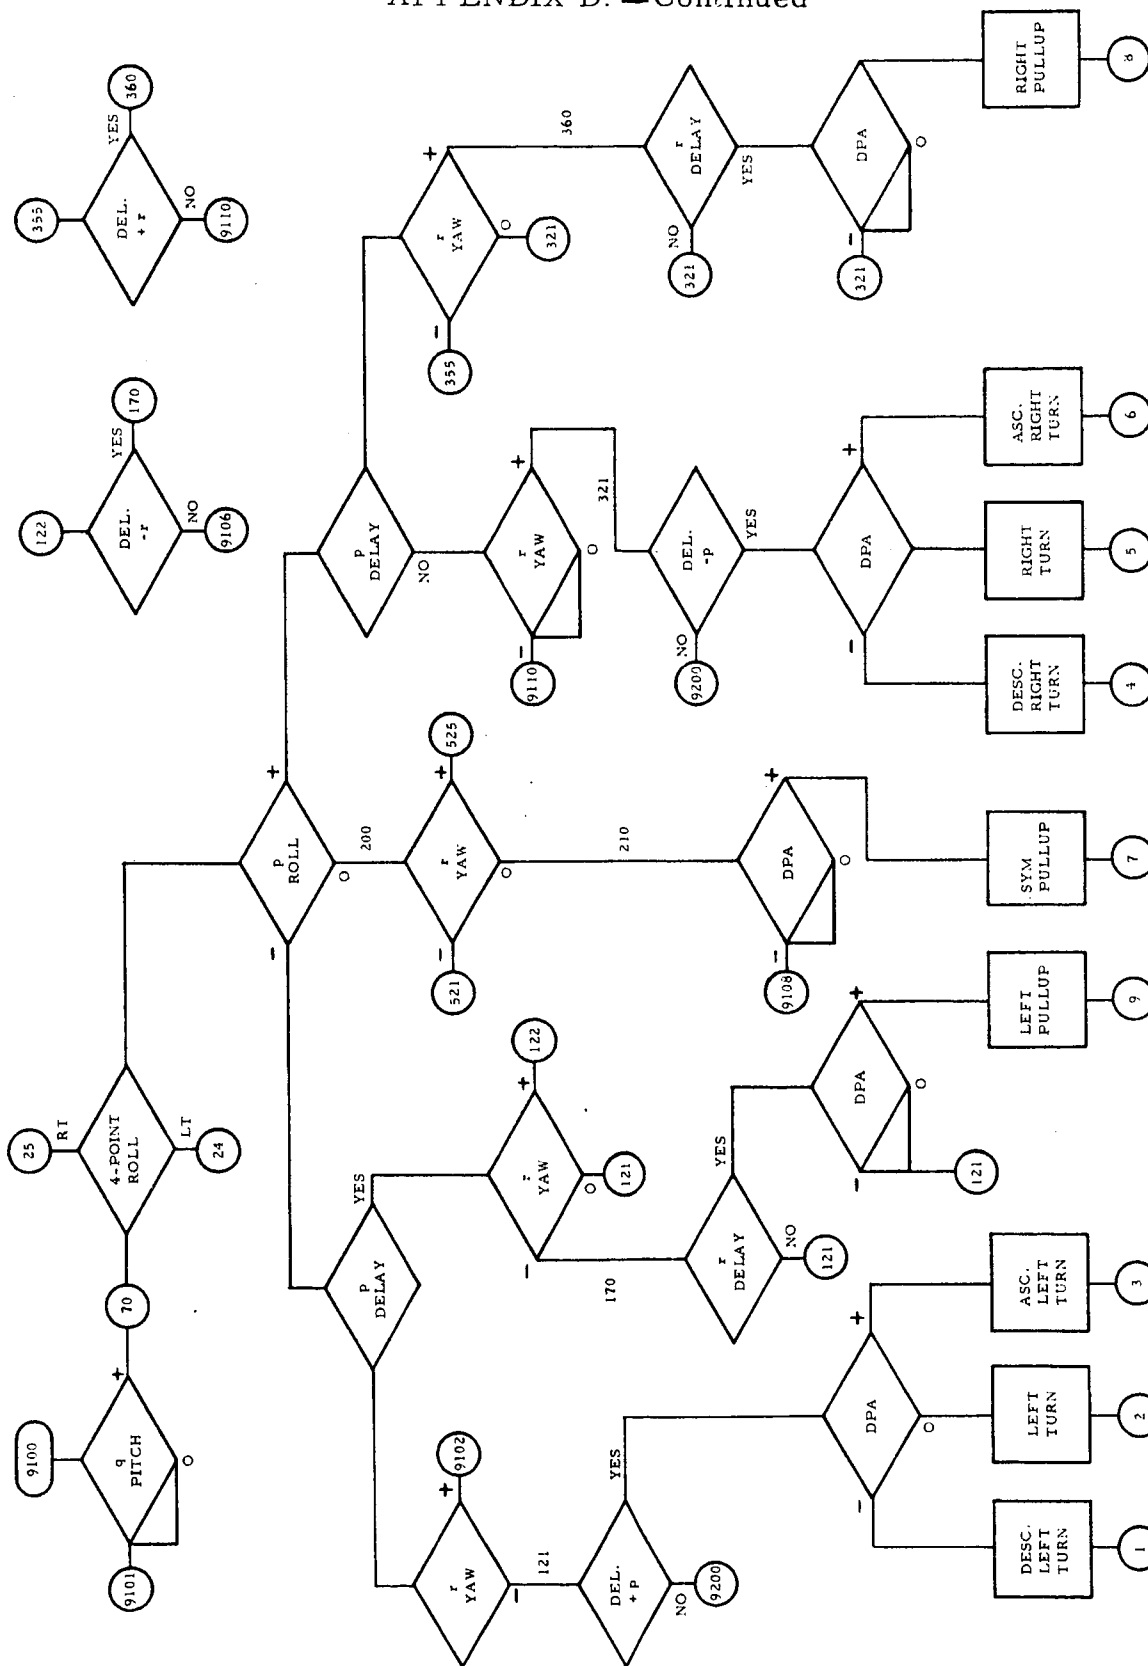 APPENDIX D. — Continued
9100
q
PITCH
+
O
—
9101
70
4-POINT
ROLL
RT
25
LT
24
122
DEL.
-r
YES
170
NO
9106
355
DEL.
+ r
YES
360
NO
9110
p
ROLL
—
+
O
200
p
DELAY
YES
p
DELAY
NO
r
YAW
+
9102
—
121
DEL.
+ p
YES
NO
9200
DPA
—
O
+
DESC.
LEFT
TURN
1
LEFT
TURN
2
ASC.
LEFT
TURN
3
r
YAW
+
122
O
121
—
170
r
DELAY
YES
NO
121
DPA
—
121
O
+
LEFT
PULLUP
9
r
YAW
—
521
+
525
O
210
DPA
—
9108
O
+
SYM
PULLUP
7
r
YAW
—
9110
O
+
321
DEL.
-p
NO
9200
YES
DPA
—
+
DESC.
RIGHT
TURN
4
RIGHT
TURN
5
ASC.
RIGHT
TURN
6
r
YAW
—
355
O
321
+
360
r
DELAY
NO
321
YES
DPA
—
321
O
RIGHT
PULLUP
8